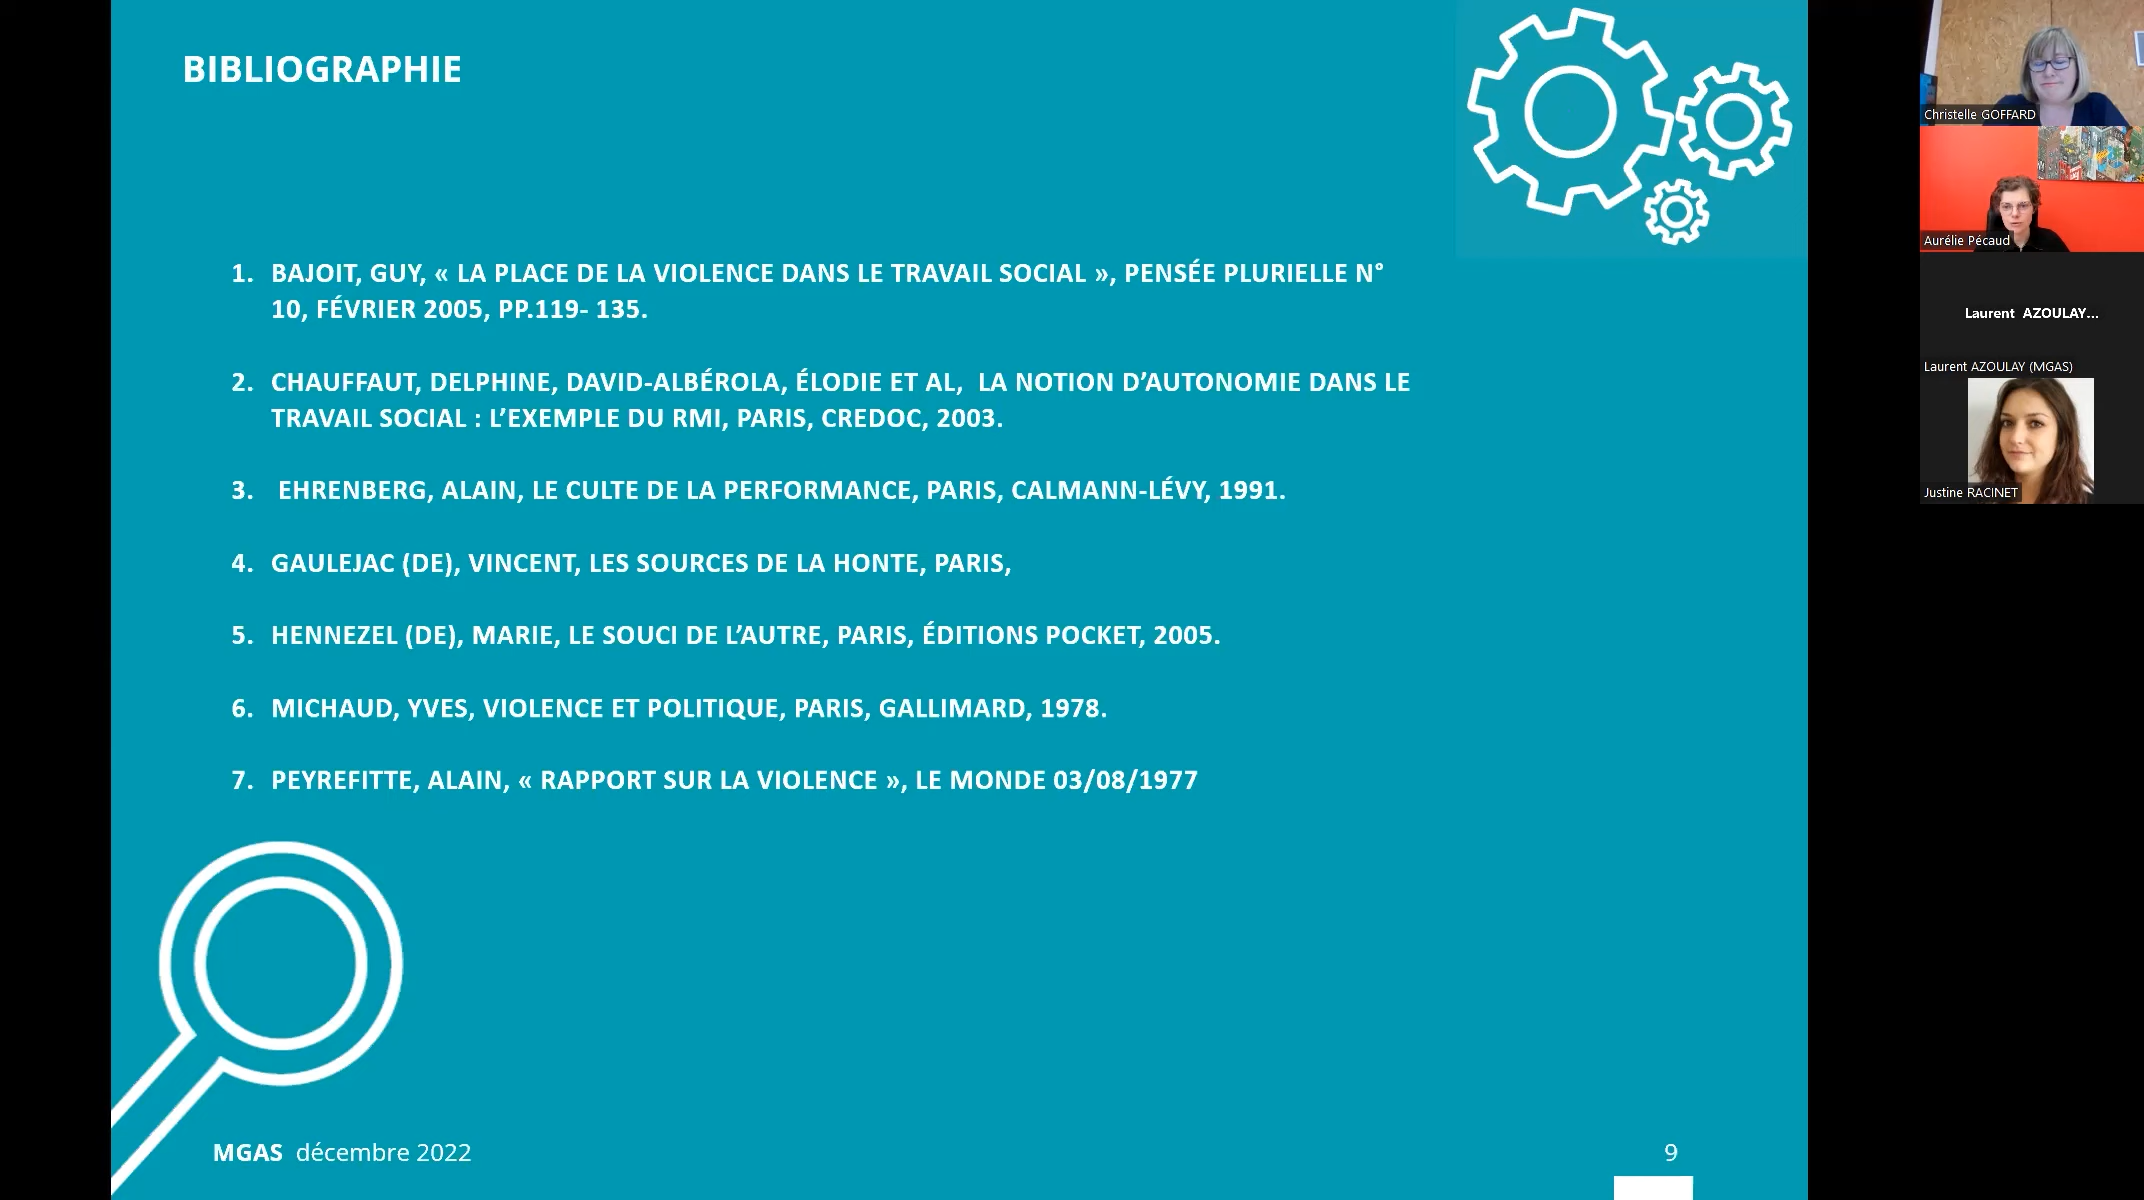 BIBLIOGRAPHIE
1. BAJOIT, GUY, « LA PLACE DE LA VIOLENCE DANS LE TRAVAIL SOCIAL », PENSÉE PLURIELLE N°
10, FÉVRIER 2005, PP.119- 135.
2. CHAUFFAUT, DELPHINE, DAVID-ALBÉROLA, ÉLODIE ET AL, LA NOTION D’AUTONOMIE DANS LE
TRAVAIL SOCIAL : L’EXEMPLE DU RMI, PARIS, CREDOC, 2003.
3. EHRENBERG, ALAIN, LE CULTE DE LA PERFORMANCE, PARIS, CALMANN-LÉVY, 1991.
4. GAULEJAC (DE), VINCENT, LES SOURCES DE LA HONTE, PARIS,
5. HENNEZEL (DE), MARIE, LE SOUCI DE L’AUTRE, PARIS, ÉDITIONS POCKET, 2005.
6. MICHAUD, YVES, VIOLENCE ET POLITIQUE, PARIS, GALLIMARD, 1978.
7. PEYREFITTE, ALAIN, « RAPPORT SUR LA VIOLENCE », LE MONDE 03/08/1977
MGAS décembre 2022
9
Christelle GOFFARD
Aurélie Pécaud
Laurent AZOULAY...
Laurent AZOULAY (MGAS)
Justine RACINET